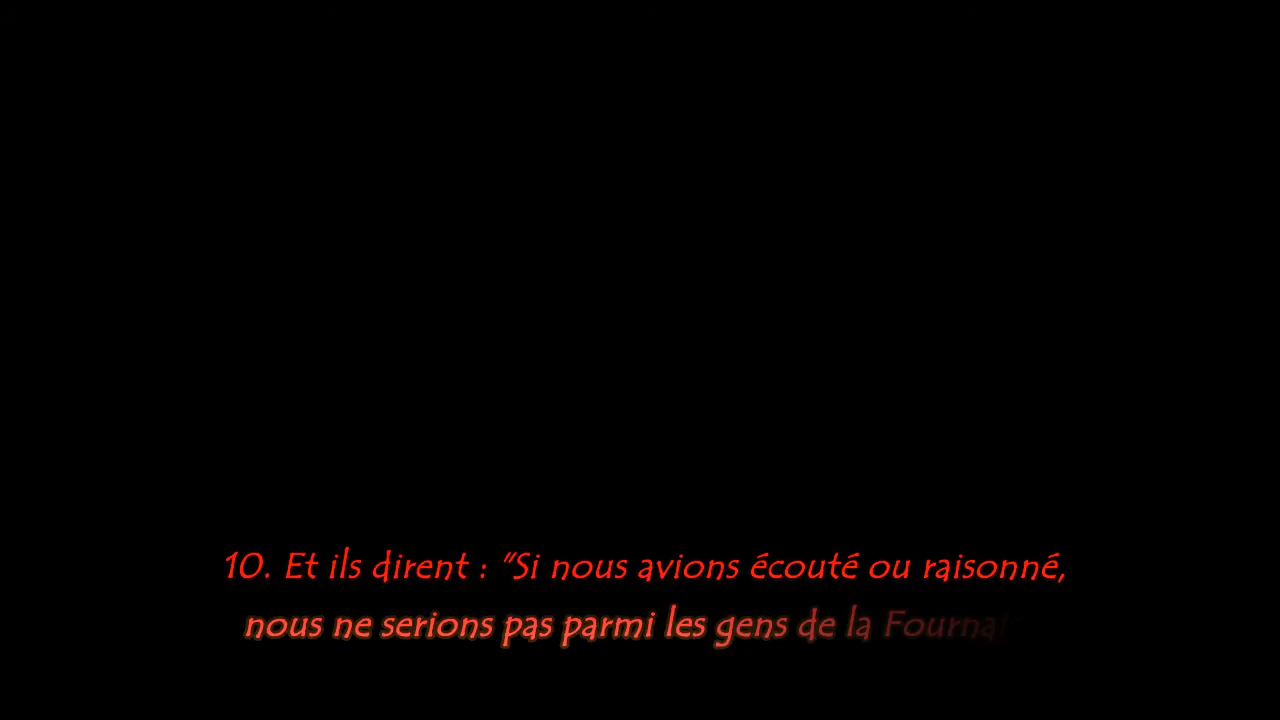 10. Et ils dirent : "Si nous avions écouté ou raisonné,
nous ne serions pas parmi les gens de la